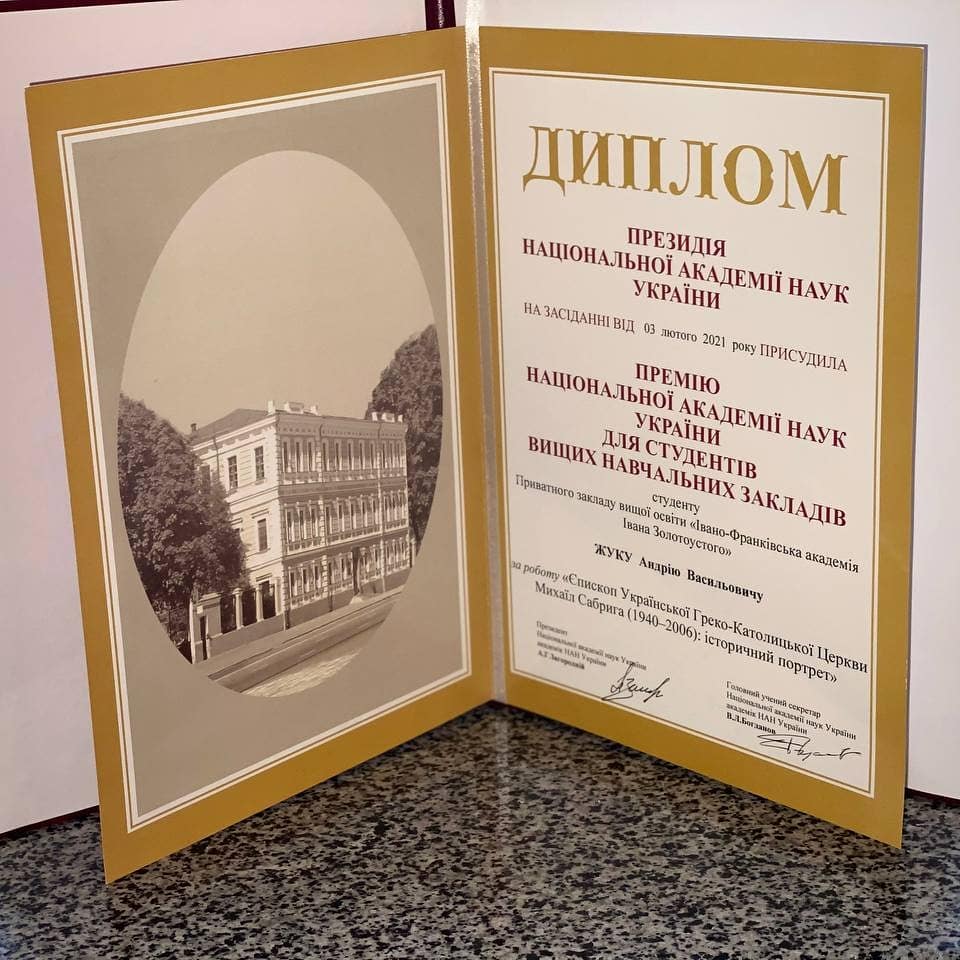 ДИПЛОМ
ПРЕЗИДІЯ
НАЦІОНАЛЬНОЇ АКАДЕМІЇ НАУК
УКРАЇНИ
НА ЗАСІДАННІ ВІД 03 лютого 2021 року ПРИСУДИЛА
ПРЕМІЮ
НАЦІОНАЛЬНОЇ АКАДЕМІЇ НАУК
УКРАЇНИ
ДЛЯ СТУДЕНТІВ
ВИЩИХ НАВЧАЛЬНИХ ЗАКЛАДІВ
студенту
Приватного закладу вищої освіти «Івано-Франківська академія
Івана Золотоустого»
ЖУКУ Андрію Васильовичу
за роботу «Єпископ Української Греко-Католицької Церкви
Михаїл Сабрига (1940–2006): історичний портрет»
Президент
Національної академії наук України
академік НАН України
А.Г.Загородній
Головний учений секретар
Національної академії наук України
академік НАН України
В.Л.Богданов